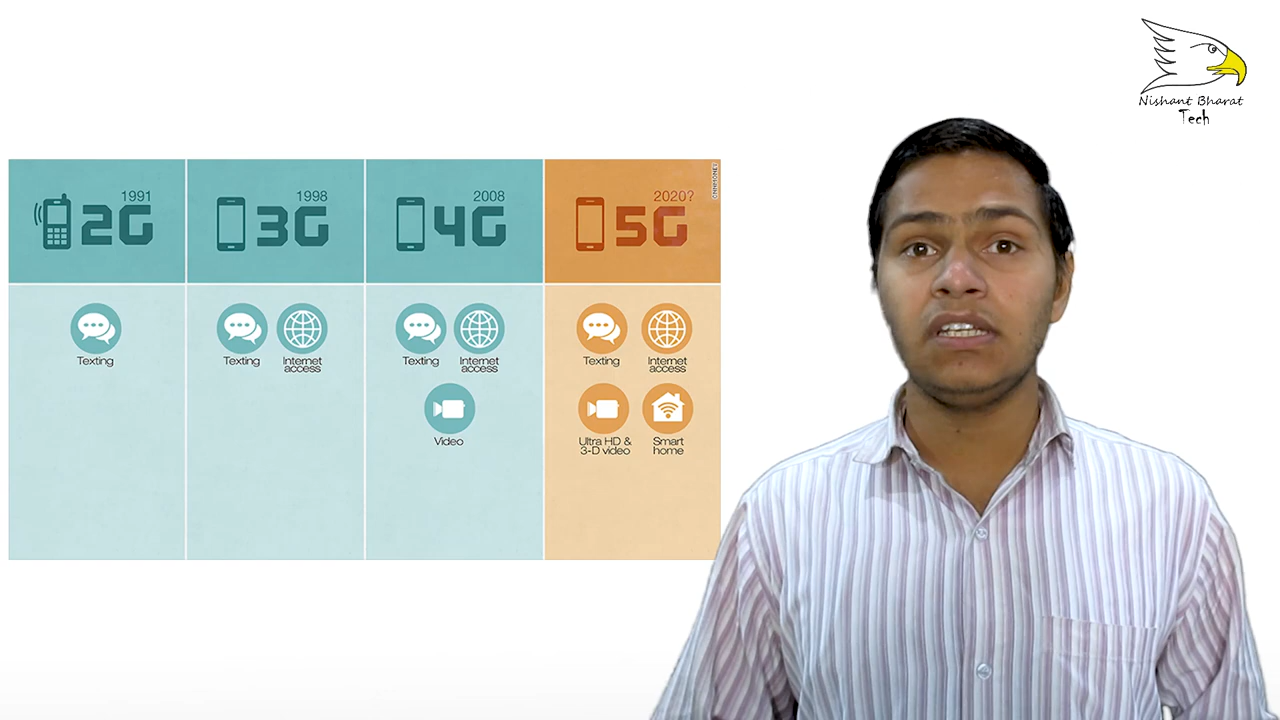 Nishant Bharat
Tech
CNNMONEY
1991
2G
1998
3G
2008
4G
2020?
5G
Texting
Texting
Internet
access
Texting
Internet
access
Video
Texting
Internet
access
Ultra HD &
3-D video
Smart
home